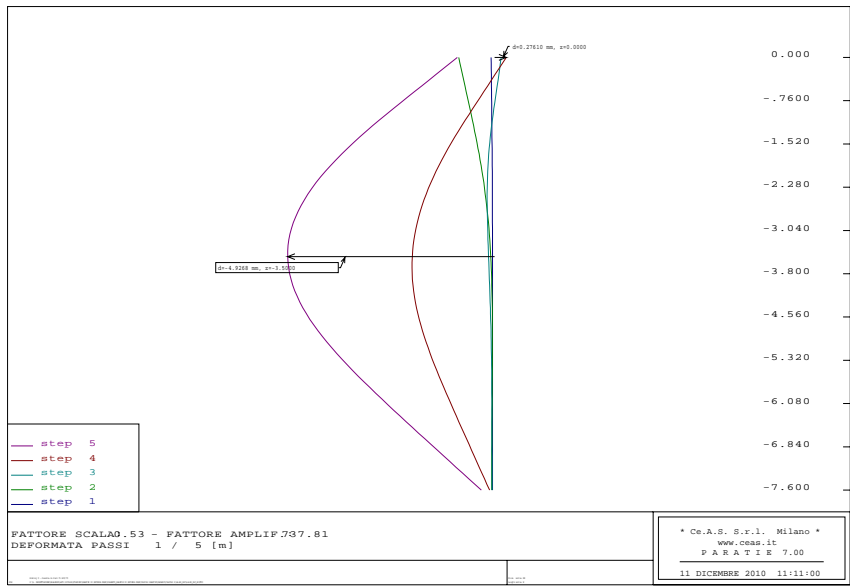 d=0.27610 mm, z=0.0000
0.000
-.7600
-1.520
-2.280
-3.040
d=-4.9268 mm, z=-3.5000
-3.800
-4.560
-5.320
-6.080
-6.840
-7.600
step 5
step 4
step 3
step 2
step 1
FATTORE SCALA0.53 - FATTORE AMPLIF.737.81
DEFORMATA PASSI 1 / 5 [m]
* Ce.A.S. S.r.l. Milano *
www.ceas.it
P A R A T I E 7.00
11 DICEMBRE 2010 11:11:00